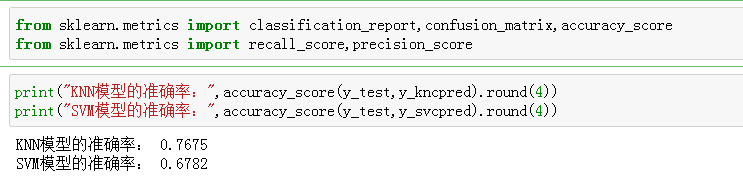 from sklearn.metrics import classification_report,confusion_matrix,accuracy_score
from sklearn.metrics import recall_score,precision_score
print("KNN模型的准确率：",accuracy_score(y_test,y_kncpred).round(4))
print("SVM模型的准确率：",accuracy_score(y_test,y_svcpred).round(4))
KNN模型的准确率： 0.7675
SVM模型的准确率： 0.6782